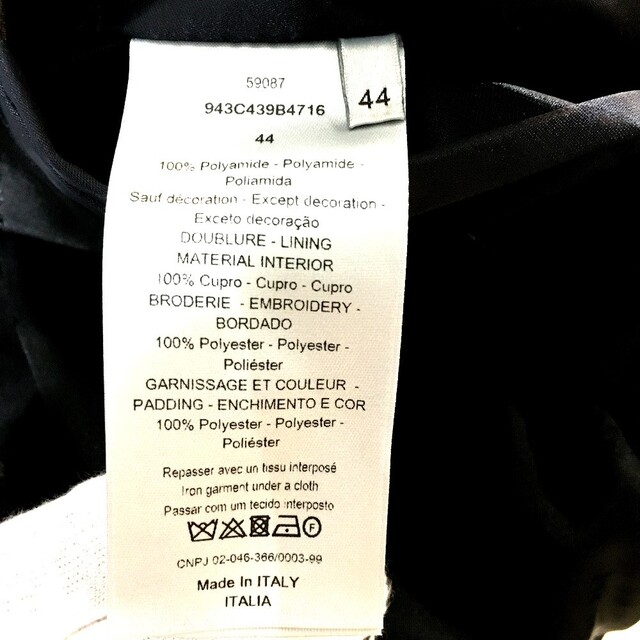 44
59087
943C439B4716
44
100% Polyamide - Polyamide -
Poliamida
Sauf décoration - Except decoration -
Exceto decoração
DOUBLURE - LINING
MATERIAL INTERIOR
100% Cupro - Cupro - Cupro
BRODERIE - EMBROIDERY -
BORDADO
100% Polyester - Polyester -
Poliéster
GARNISSAGE ET COULEUR -
PADDING - ENCHIMENTO E COR
100% Polyester - Polyester -
Poliéster
Repasser avec un tissu interposé
Iron garment under a cloth
Passar com um tecido interposto
F
CNPJ 02-046-366/0003-99
Made In ITALY
ITALIA